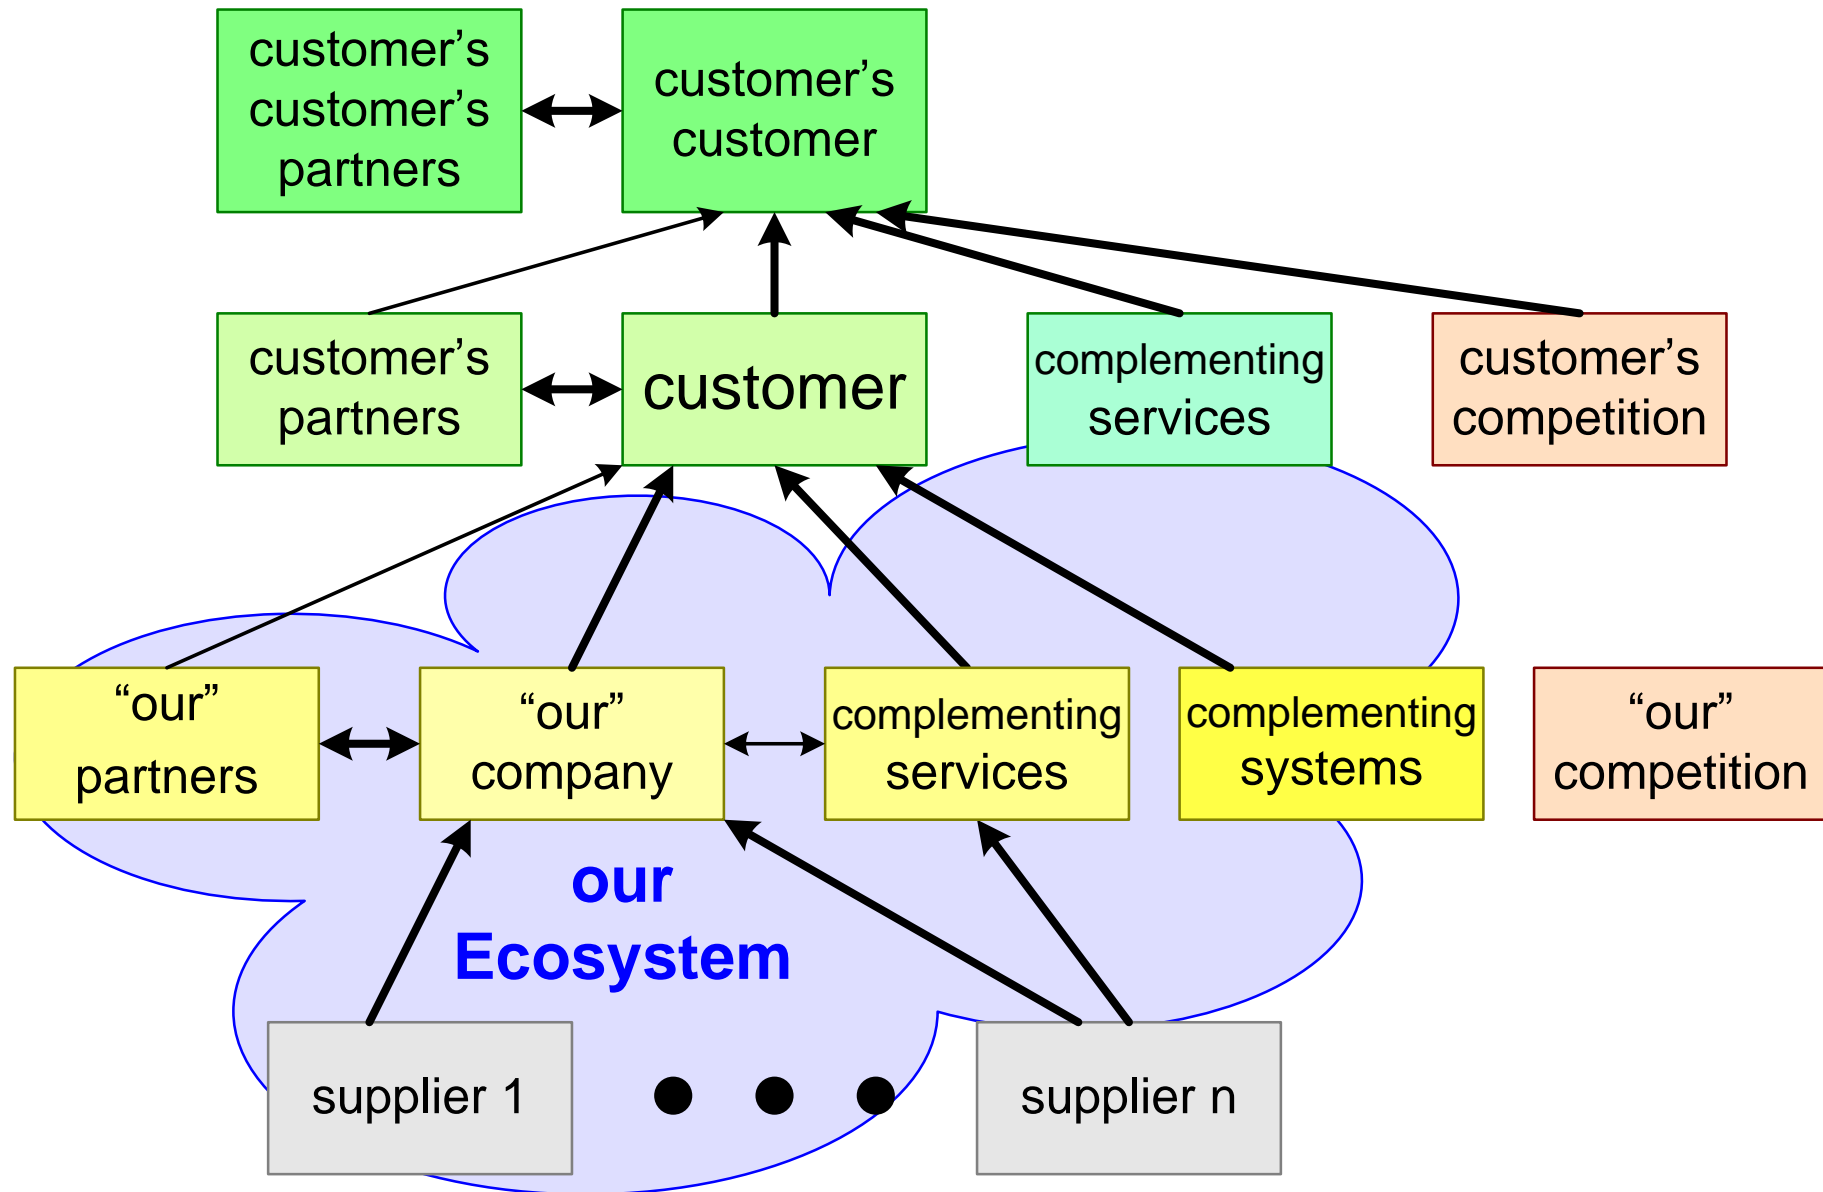 customer’s
customer’s
partners
customer’s
customer
customer’s
partners
customer
complementing
services
customer’s
competition
“our”
partners
“our”
company
complementing
services
complementing
systems
“our”
competition
our
Ecosystem
supplier 1
supplier n